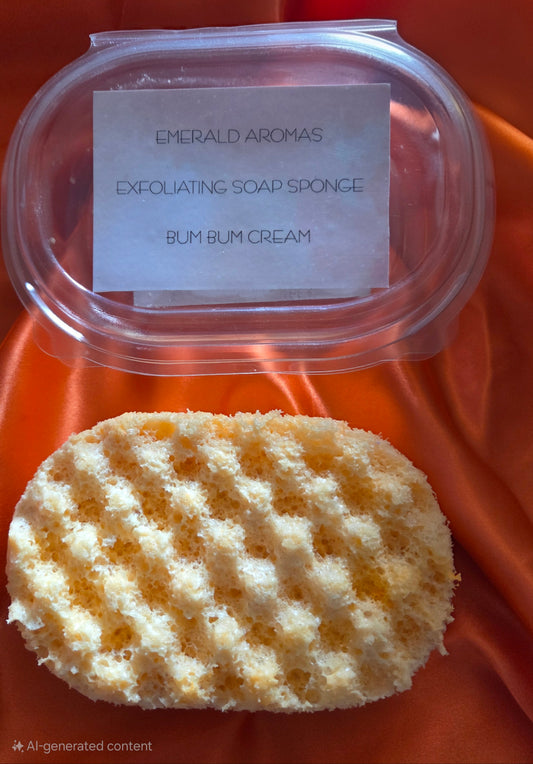 EMERALD AROMAS
EXFOLIATING SOAP SPONGE
BUM BUM CREAM
AI-generated content